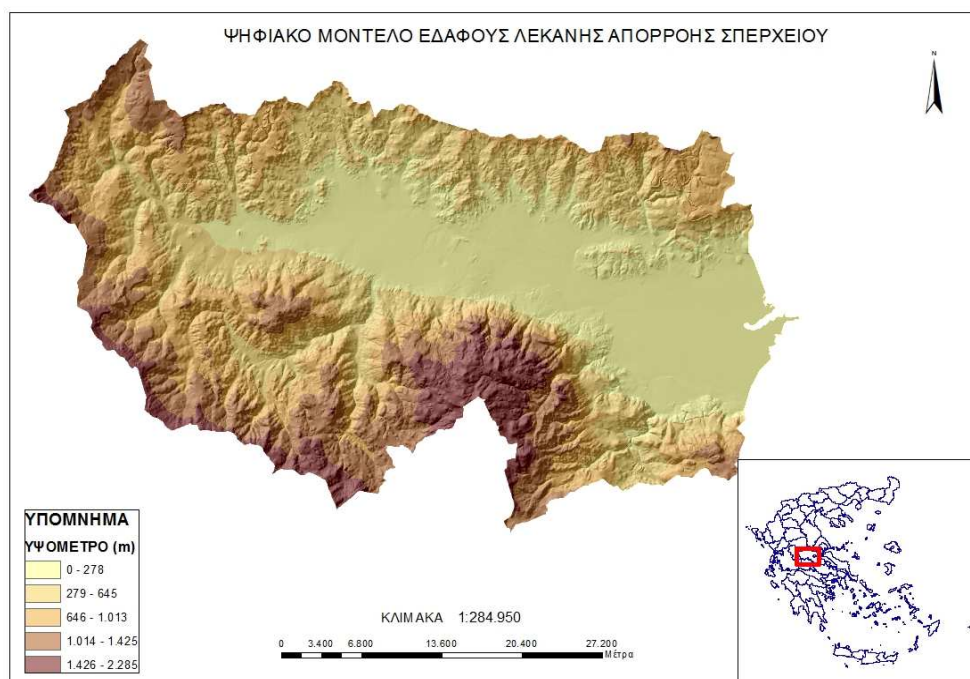 ΨΗΦΙΑΚΟ ΜΟΝΤΕΛΟ ΕΔΑΦΟΥΣ ΛΕΚΑΝΗΣ ΑΠΟΡΡΟΗΣ ΣΠΕΡΧΕΙΟΥ
N
ΥΠΟΜΝΗΜΑ
ΥΨΟΜΕΤΡΟ (m)
0 - 278
279 - 645
646 - 1.013
1.014 - 1.425
1.426 - 2.285
ΚΛΙΜΑΚΑ 1:284.950
0 3.400 6.800 13.600 20.400 27.200
Μέτρα